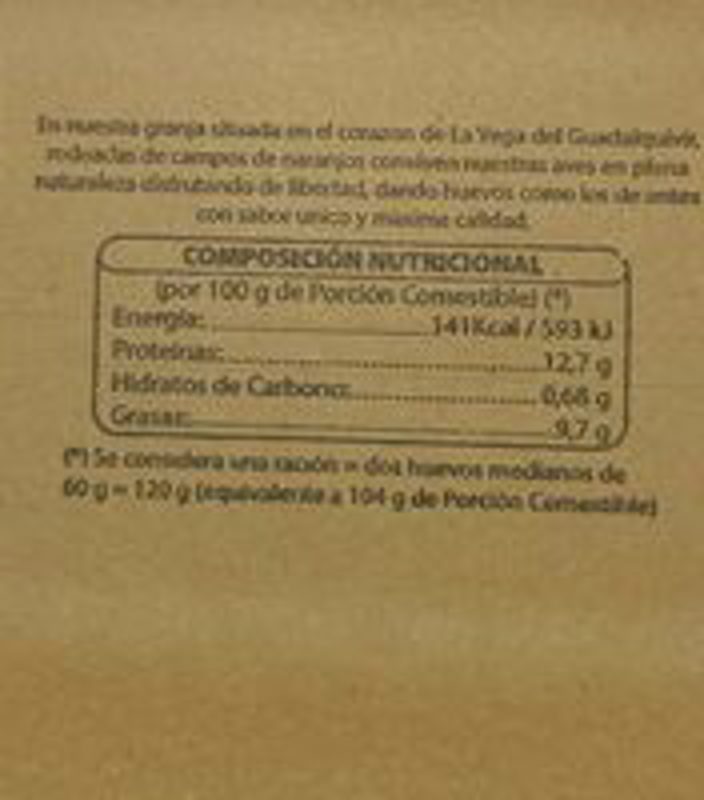 En nuestra granja situada en el corazon de La Vega del Guadalquivir,
rodeadas de campos de naranjos conviven nuestras aves en plena
naturaleza disfrutando de libertad, dando huevos como los de antes
con sabor unico y maxima calidad.
COMPOSICIÓN NUTRICIONAL
(por 100 g de Porción Comestible) (*)
Energía: 141Kcal / 593 kJ
Proteínas: 12,7 g
Hidratos de Carbono: 0,68 g
Grasas: 9,7 g
(*) Se considera una ración = dos huevos medianos de
60 g = 120 g (equivalente a 104 g de Porción Comestible)